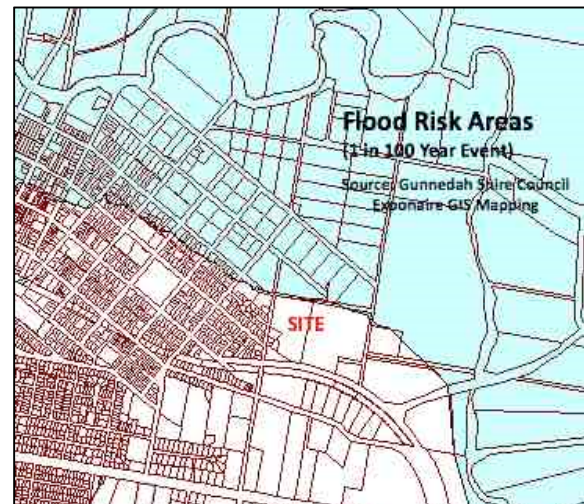 Flood Risk Areas
(1 in 100 Year Event)
Source: Gunnedah Shire Council
Exponaire GIS Mapping
SITE